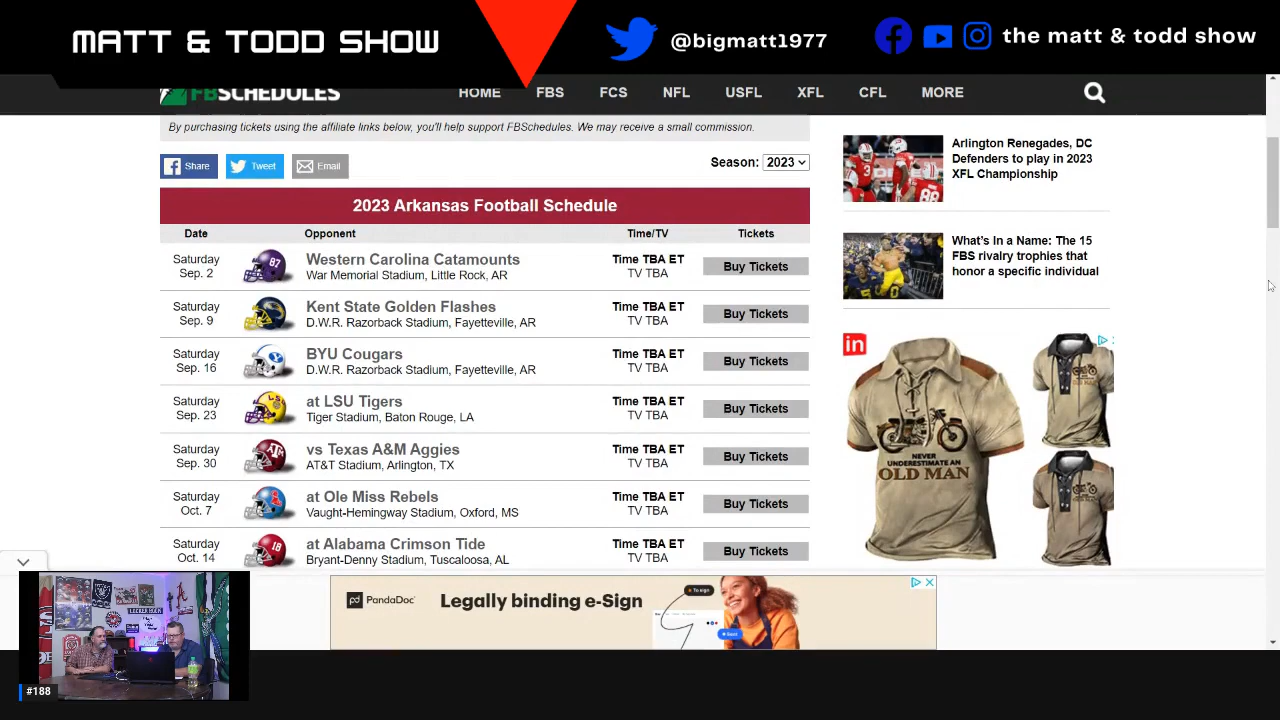 MATT & TODD SHOW
@bigmatt1977
the matt & todd show
FBSCHEDULES
HOME
FBS
FCS
NFL
USFL
XFL
CFL
MORE
By purchasing tickets using the affiliate links below, you'll help support FBSchedules. We may receive a small commission.
Share
Tweet
Email
Season: 2023
2023 Arkansas Football Schedule
Date Opponent Time/TV Tickets
Saturday
Sep. 2
87
Western Carolina Catamounts
War Memorial Stadium, Little Rock, AR
Time TBA ET
TV TBA
Buy Tickets
Saturday
Sep. 9
Kent State Golden Flashes
D.W.R. Razorback Stadium, Fayetteville, AR
Time TBA ET
TV TBA
Buy Tickets
Saturday
Sep. 16
BYU Cougars
D.W.R. Razorback Stadium, Fayetteville, AR
Time TBA ET
TV TBA
Buy Tickets
Saturday
Sep. 23
LSU
at LSU Tigers
Tiger Stadium, Baton Rouge, LA
Time TBA ET
TV TBA
Buy Tickets
Saturday
Sep. 30
vs Texas A&M Aggies
AT&T Stadium, Arlington, TX
Time TBA ET
TV TBA
Buy Tickets
Saturday
Oct. 7
at Ole Miss Rebels
Vaught-Hemingway Stadium, Oxford, MS
Time TBA ET
TV TBA
Buy Tickets
Saturday
Oct. 14
18
at Alabama Crimson Tide
Bryant-Denny Stadium, Tuscaloosa, AL
Time TBA ET
TV TBA
Buy Tickets
Arlington Renegades, DC
Defenders to play in 2023
XFL Championship
What's In a Name: The 15
FBS rivalry trophies that
honor a specific individual
in
NEVER
UNDERESTIMATE AN
OLD MAN
pd PandaDoc
Legally binding e-Sign
To sign
LOCKER ROOM
#188